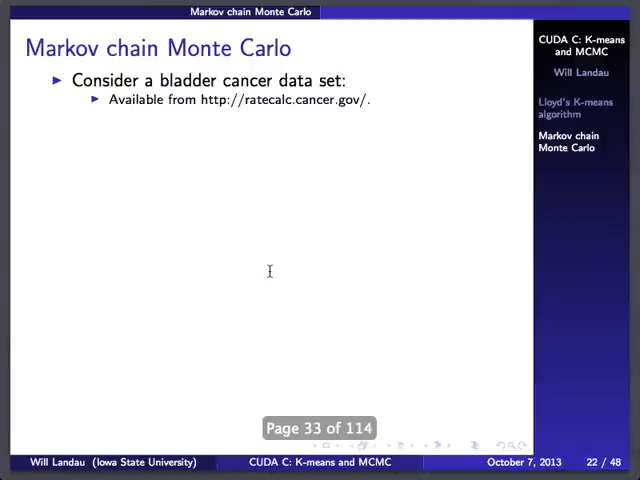 Markov chain Monte Carlo
Markov chain Monte Carlo
Consider a bladder cancer data set:
Available from http://ratecalc.cancer.gov/.
CUDA C: K-means
and MCMC
Will Landau
Lloyd's K-means
algorithm
Markov chain
Monte Carlo
Page 33 of 114
Will Landau (Iowa State University)
CUDA C: K-means and MCMC
October 7, 2013
22 / 48